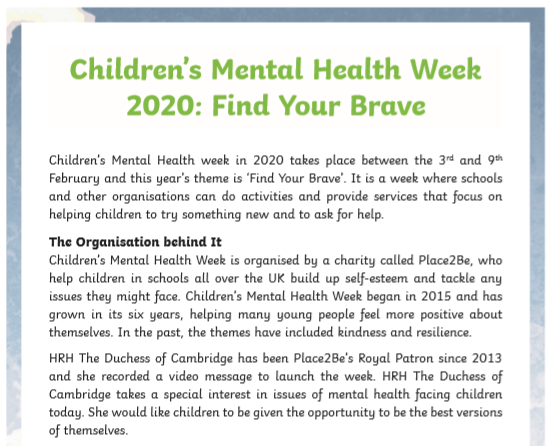 Children's Mental Health Week
2020: Find Your Brave
Children's Mental Health week in 2020 takes place between the 3rd and 9th
February and this year's theme is 'Find Your Brave'. It is a week where schools
and other organisations can do activities and provide services that focus on
helping children to try something new and to ask for help.
The Organisation behind It
Children's Mental Health Week is organised by a charity called Place2Be, who
help children in schools all over the UK build up self-esteem and tackle any
issues they might face. Children's Mental Health Week began in 2015 and has
grown in its six years, helping many young people feel more positive about
themselves. In the past, the themes have included kindness and resilience.
HRH The Duchess of Cambridge has been Place2Be's Royal Patron since 2013
and she recorded a video message to launch the week. HRH The Duchess of
Cambridge takes a special interest in issues of mental health facing children
today. She would like children to be given the opportunity to be the best versions
of themselves.